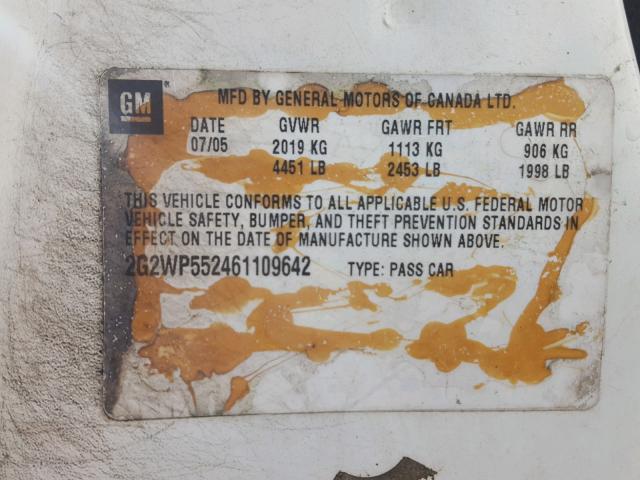 GM ®
MFD BY GENERAL MOTORS OF CANADA LTD.
DATE GVWR GAWR FRT GAWR RR
07/05 2019 KG 1113 KG 906 KG
4451 LB 2453 LB 1998 LB
THIS VEHICLE CONFORMS TO ALL APPLICABLE U.S. FEDERAL MOTOR
VEHICLE SAFETY, BUMPER, AND THEFT PREVENTION STANDARDS IN
EFFECT ON THE DATE OF MANUFACTURE SHOWN ABOVE.
2G2WP552461109642 TYPE: PASS CAR